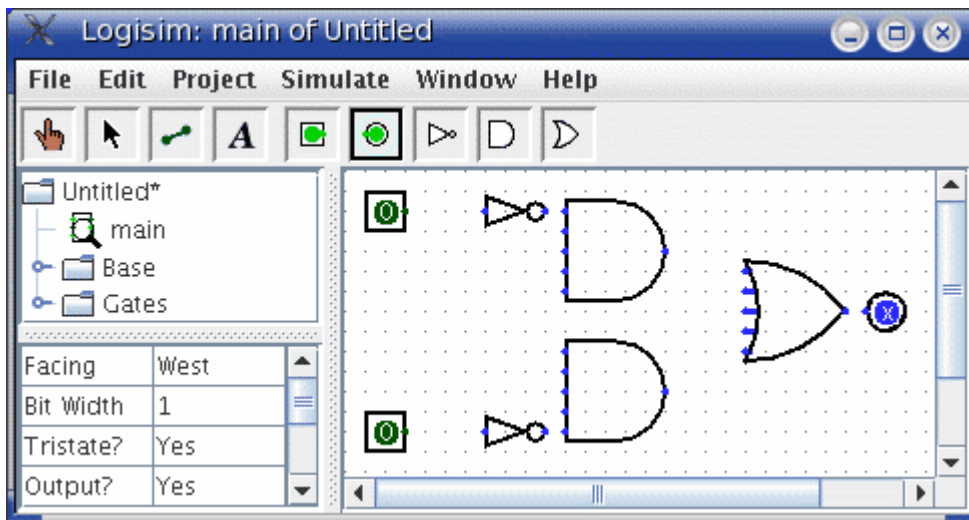 Logisim: main of Untitled
File Edit Project Simulate Window Help
A
Untitled*
main
Base
Gates
Facing West
Bit Width 1
Tristate? Yes
Output? Yes
0
0
x